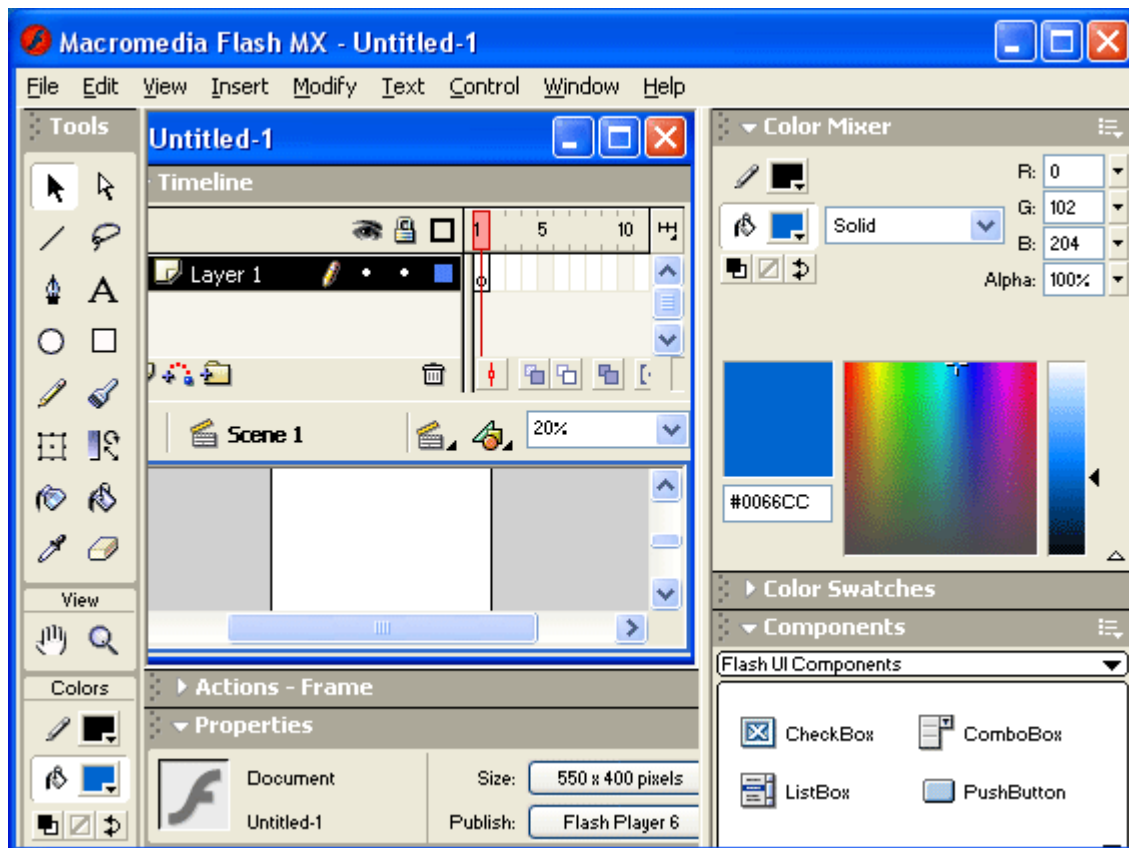 Macromedia Flash MX - Untitled-1
File Edit View Insert Modify Text Control Window Help
Tools
Untitled-1
Timeline
1 5 10
Layer 1
Scene 1
20%
View
Colors
Actions - Frame
Properties
Document
Size: 550 x 400 pixels
Untitled-1
Publish: Flash Player 6
Color Mixer
R: 0
Solid
G: 102
B: 204
Alpha: 100%
#0066CC
Color Swatches
Components
Flash UI Components
CheckBox ComboBox
ListBox PushButton